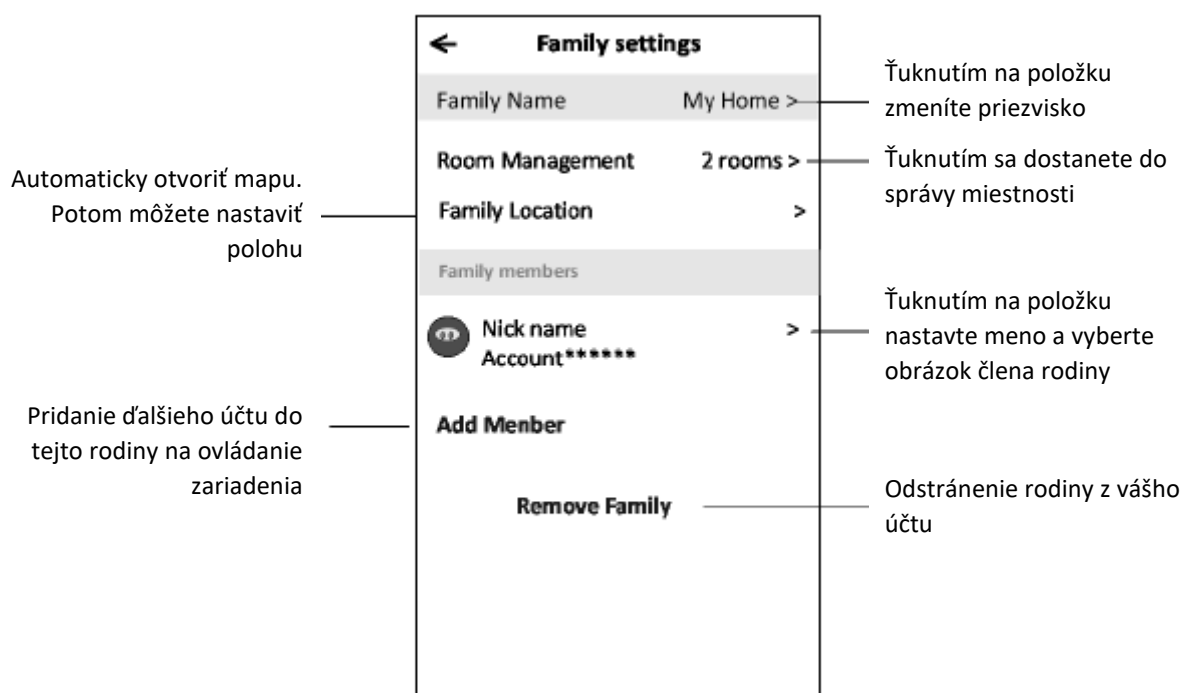 ← Family settings
Family Name My Home >
Ťuknutím na položku
zmeníte priezvisko
Room Management 2 rooms >
Ťuknutím sa dostanete do
správy miestnosti
Automaticky otvoriť mapu.
Potom môžete nastaviť
polohu
Family Location >
Family members
Nick name >
Account******
Ťuknutím na položku
nastavte meno a vyberte
obrázok člena rodiny
Pridanie ďalšieho účtu do
tejto rodiny na ovládanie
zariadenia
Add Menber
Remove Family
Odstránenie rodiny z vášho
účtu